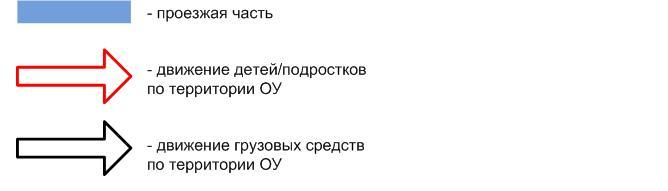 - проезжая часть
- движение детей/подростков
по территории ОУ
- движение грузовых средств
по территории ОУ